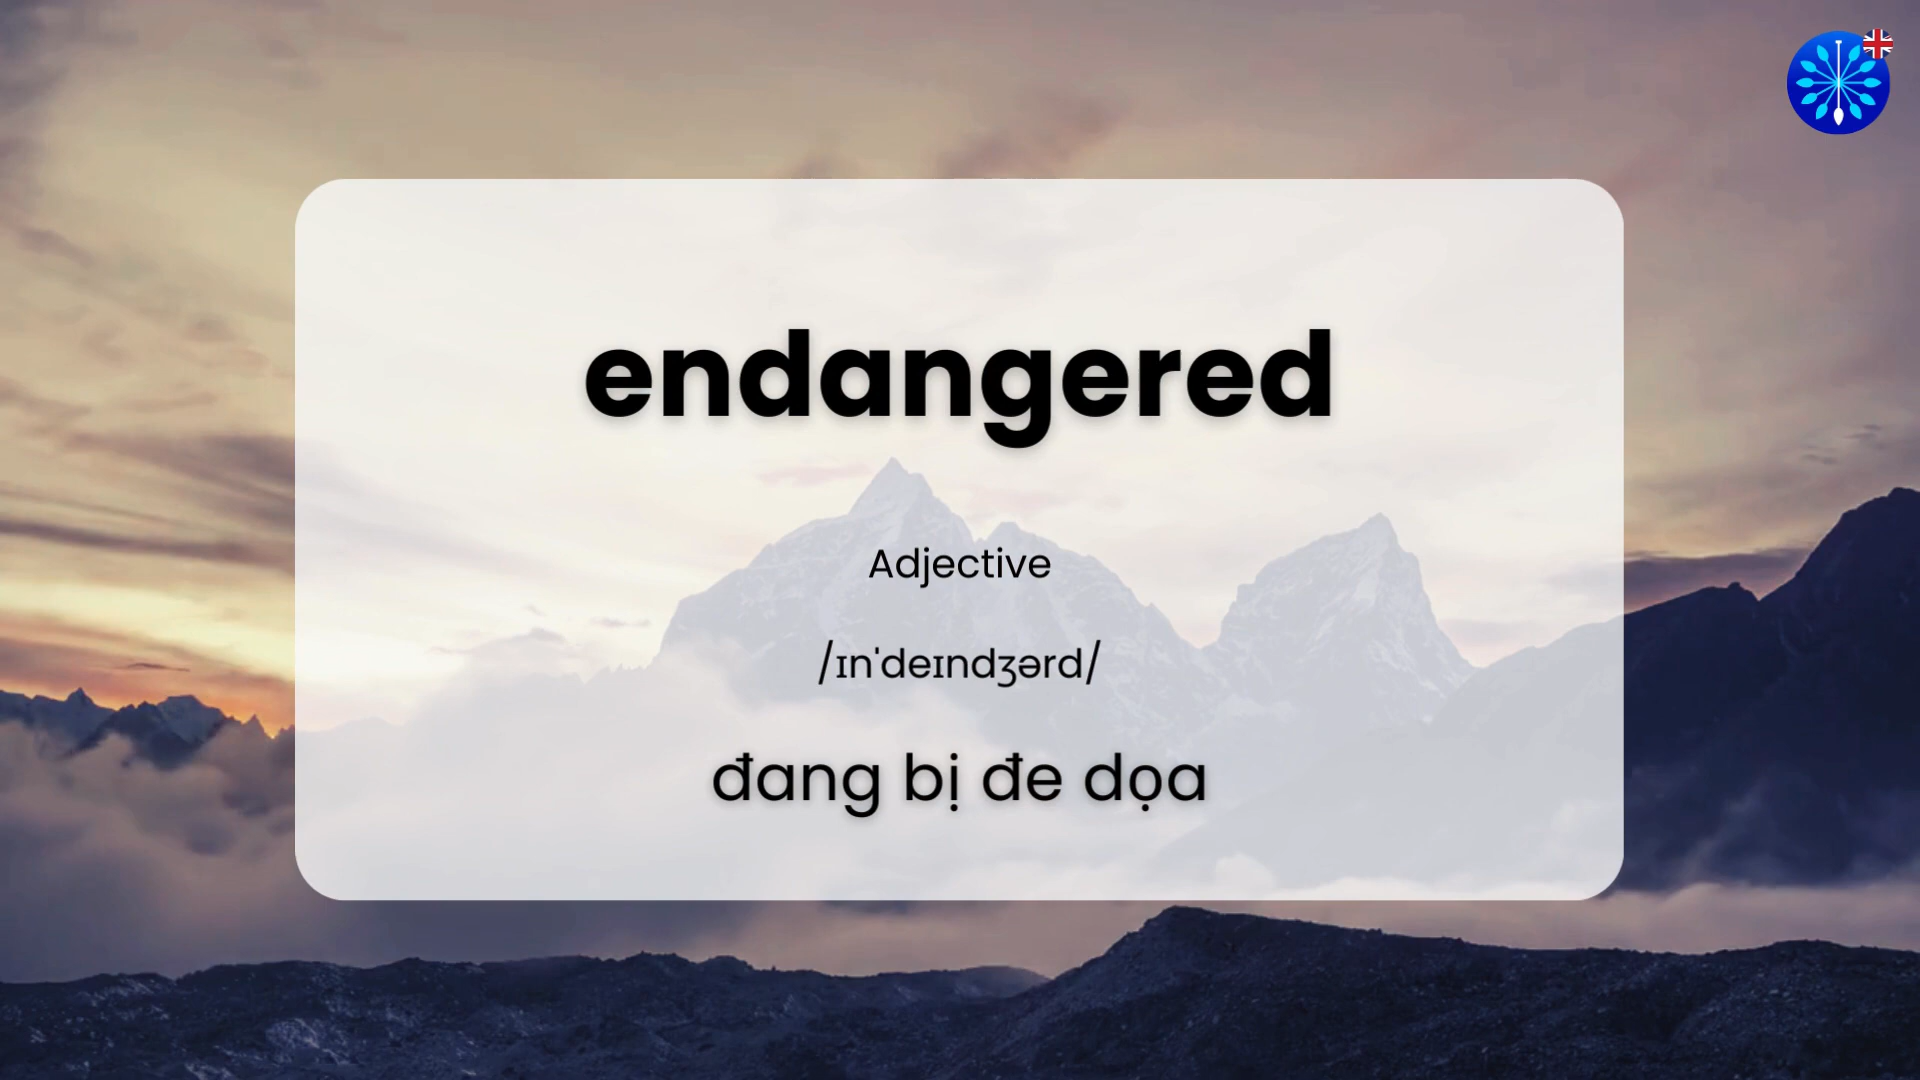 endangered
Adjective
/ɪnˈdeɪndʒərd/
đang bị đe dọa